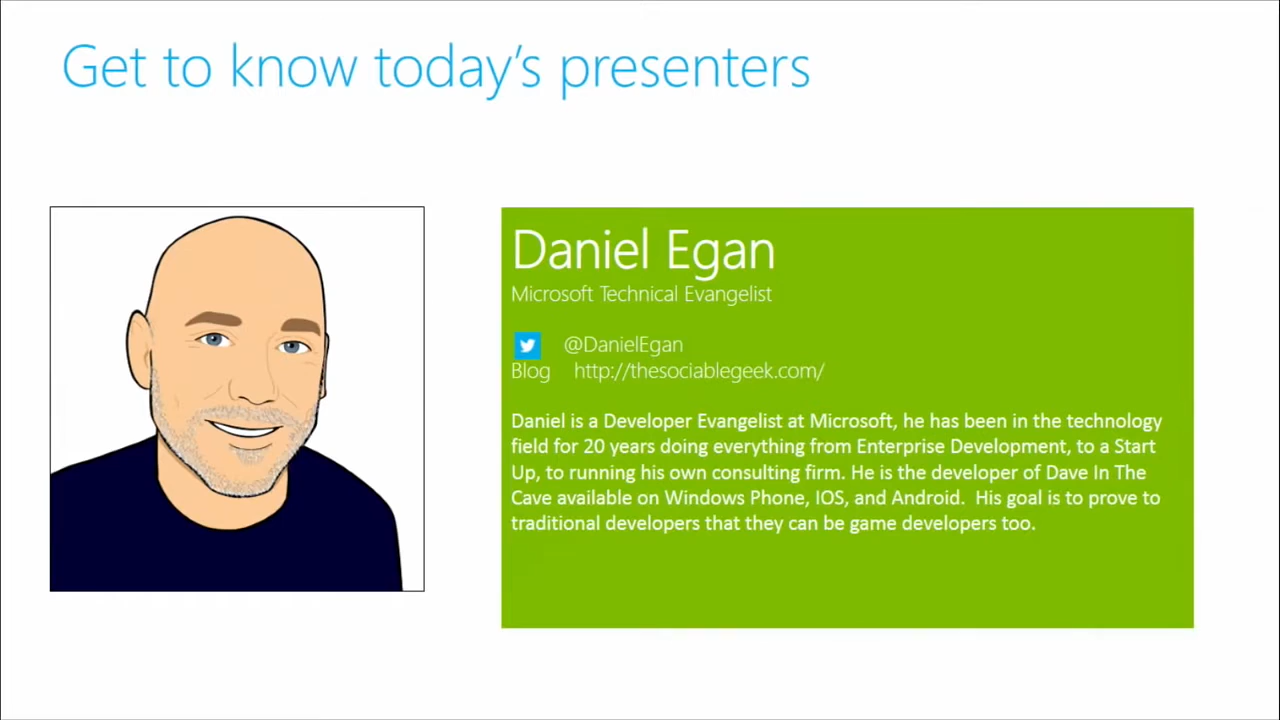 Get to know today's presenters
Daniel Egan
Microsoft Technical Evangelist
@DanielEgan
Blog http://thesociablegeek.com/
Daniel is a Developer Evangelist at Microsoft, he has been in the technology
field for 20 years doing everything from Enterprise Development, to a Start
Up, to running his own consulting firm. He is the developer of Dave In The
Cave available on Windows Phone, IOS, and Android. His goal is to prove to
traditional developers that they can be game developers too.